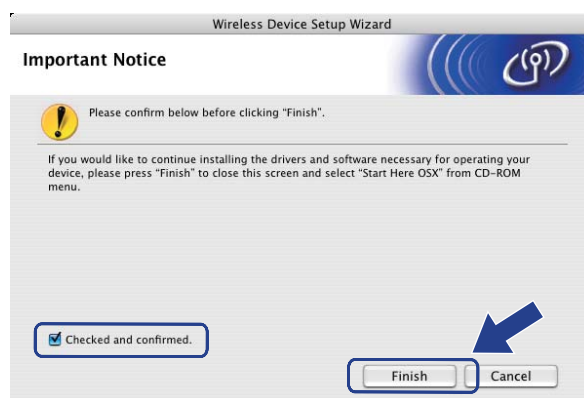 Wireless Device Setup Wizard
Important Notice
Please confirm below before clicking “Finish”.
If you would like to continue installing the drivers and software necessary for operating your
device, please press “Finish” to close this screen and select “Start Here OSX” from CD-ROM
menu.
Checked and confirmed.
Finish Cancel